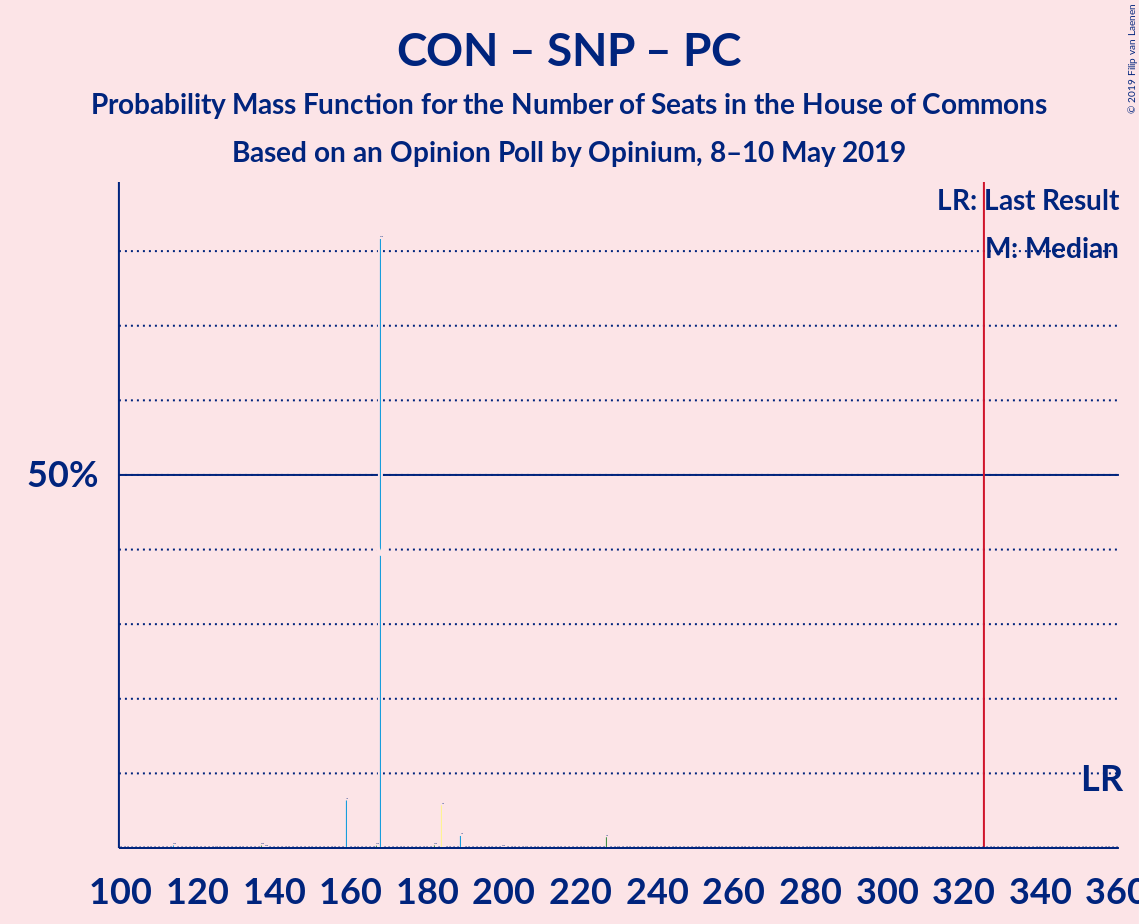 CON – SNP – PC
Probability Mass Function for the Number of Seats in the House of Commons
Based on an Opinion Poll by Opinium, 8–10 May 2019
© 2019 Filip van Laenen
LR: Last Result
M: Median
50%
LR
100 120 140 160 180 200 220 240 260 280 300 320 340 360